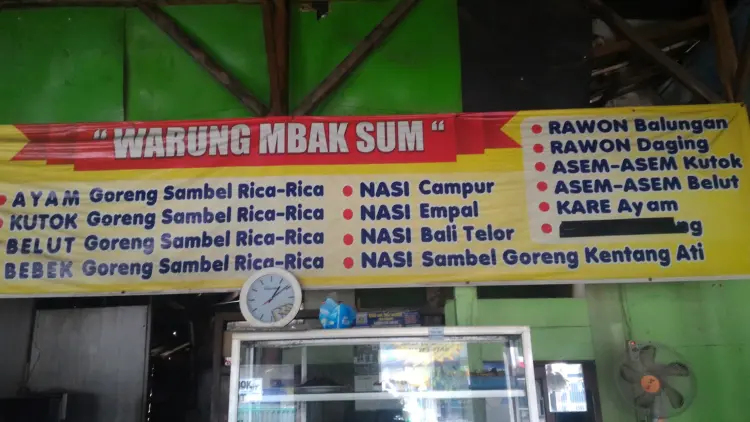 " WARUNG MBAK SUM "
AYAM Goreng Sambel Rica-Rica
KUTOK Goreng Sambel Rica-Rica
BELUT Goreng Sambel Rica-Rica
BEBEK Goreng Sambel Rica-Rica
NASI Campur
NASI Empal
NASI Bali Telor
NASI Sambel Goreng Kentang Ati
RAWON Balungan
RAWON Daging
ASEM-ASEM Kutok
ASEM-ASEM Belut
KARE Ayam